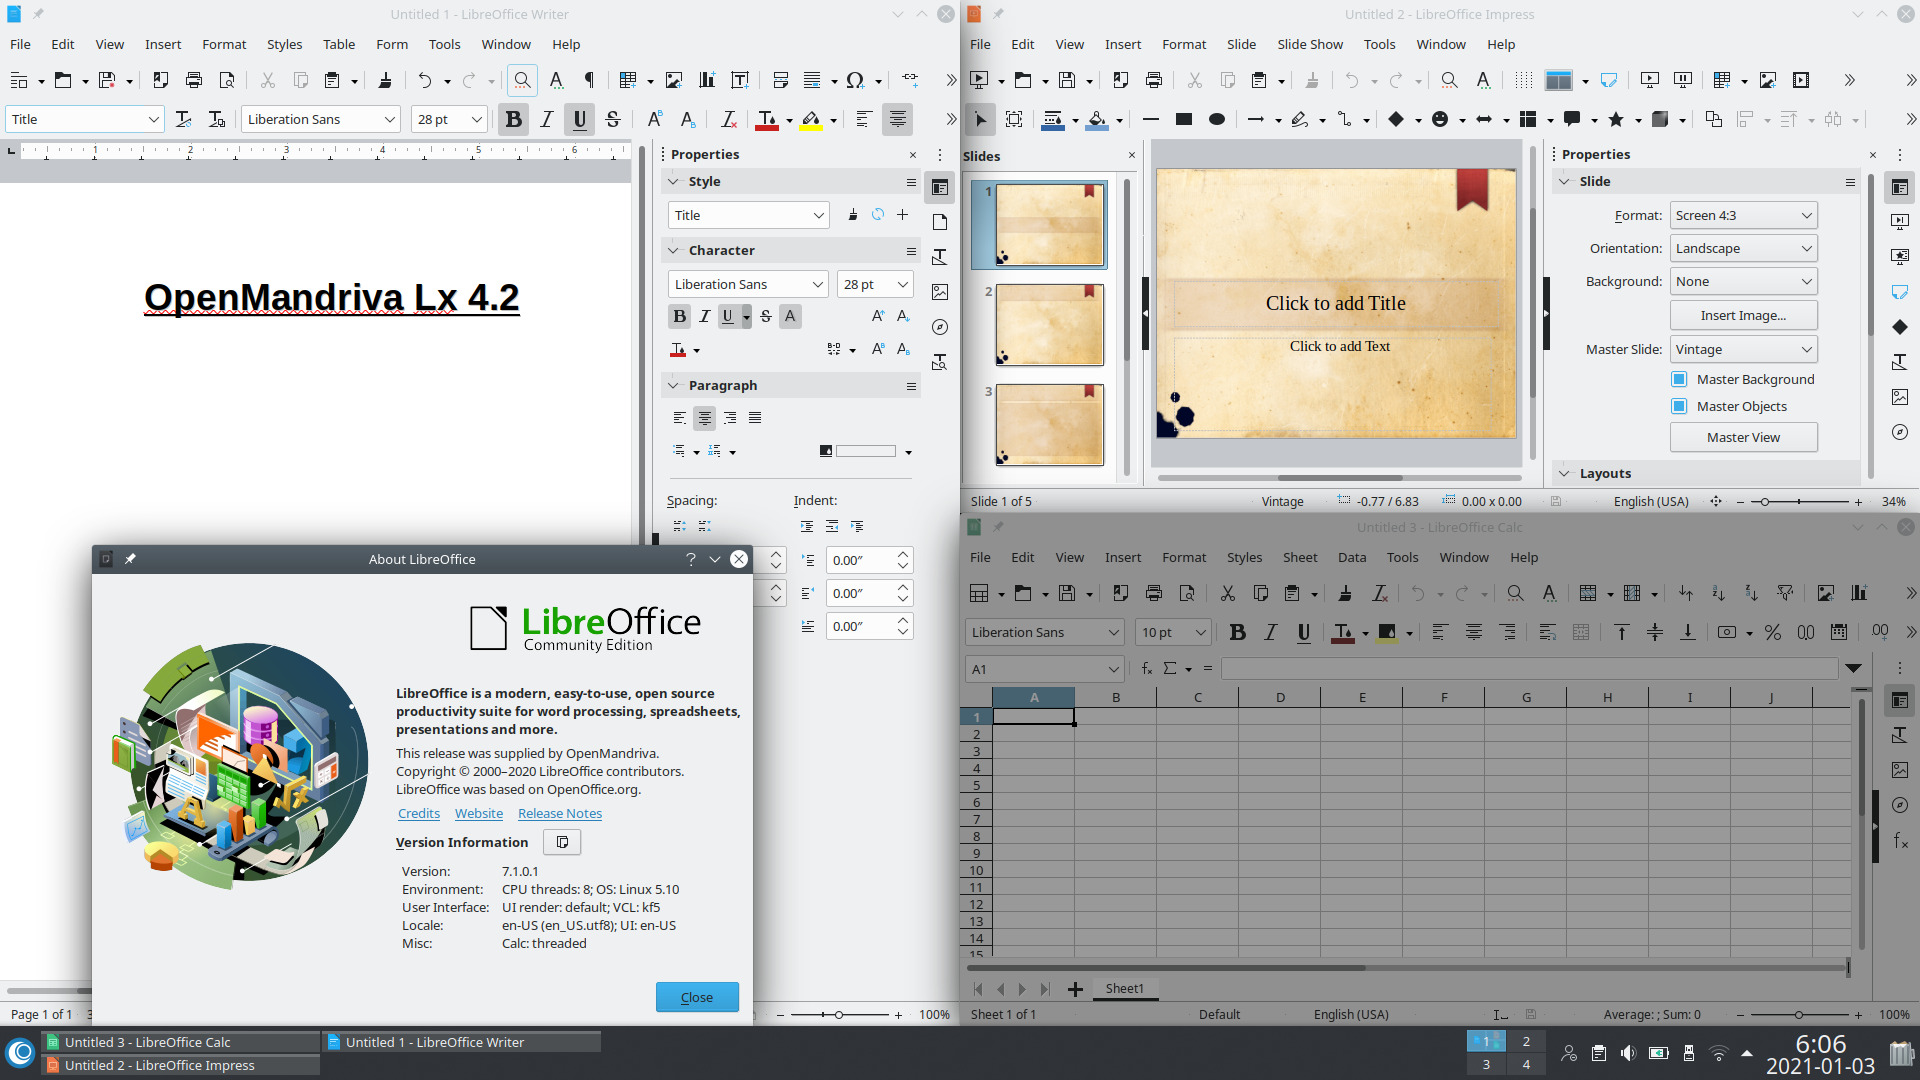 Untitled 1 - LibreOffice Writer
File Edit View Insert Format Styles Table Form Tools Window Help
Title Liberation Sans 28 pt
1 2 3 4 5 6
OpenMandriva Lx 4.2
Properties
Style
Title
Character
Liberation Sans 28 pt
Paragraph
Spacing: Indent:
0.00″
0.00″
0.00″
Page 1 of 1
100%
Untitled 2 - LibreOffice Impress
File Edit View Insert Format Slide Slide Show Tools Window Help
Slides
1
2
3
Click to add Title
Click to add Text
Properties
Slide
Format: Screen 4:3
Orientation: Landscape
Background: None
Insert Image...
Master Slide: Vintage
Master Background
Master Objects
Master View
Layouts
Slide 1 of 5 Vintage -0.77 / 6.83 0.00 x 0.00 English (USA) 34%
Untitled 3 - LibreOffice Calc
File Edit View Insert Format Styles Sheet Data Tools Window Help
Liberation Sans 10 pt
A1
A B C D E F G H I J
1
2
3
4
5
6
7
8
9
10
11
12
13
14
15
Sheet1
Sheet 1 of 1 Default English (USA) Average: ; Sum: 0 100%
About LibreOffice
LibreOffice
Community Edition
LibreOffice is a modern, easy-to-use, open source
productivity suite for word processing, spreadsheets,
presentations and more.
This release was supplied by OpenMandriva.
Copyright © 2000–2020 LibreOffice contributors.
LibreOffice was based on OpenOffice.org.
Credits Website Release Notes
Version Information
Version: 7.1.0.1
Environment: CPU threads: 8; OS: Linux 5.10
User Interface: UI render: default; VCL: kf5
Locale: en-US (en_US.utf8); UI: en-US
Misc: Calc: threaded
Close
Untitled 3 - LibreOffice Calc
Untitled 1 - LibreOffice Writer
Untitled 2 - LibreOffice Impress
1 2
3 4
6:06
2021-01-03